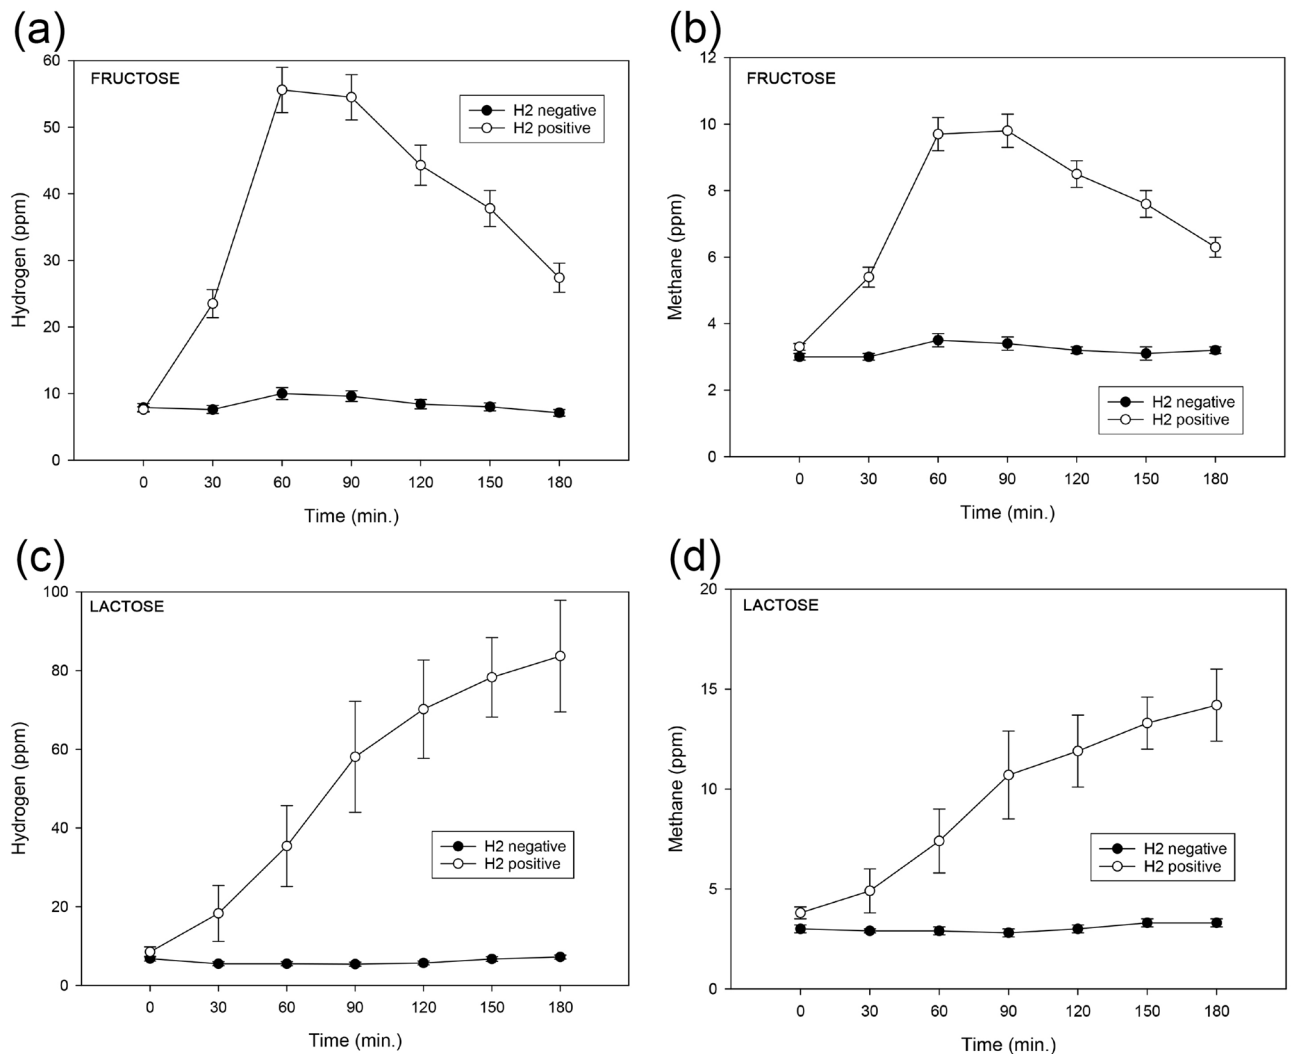 (a)
FRUCTOSE
H2 negative
H2 positive
60
50
40
30
20
10
0
Hydrogen (ppm)
0 30 60 90 120 150 180
Time (min.)
(b)
FRUCTOSE
12
10
8
6
4
2
0
Methane (ppm)
H2 negative
H2 positive
0 30 60 90 120 150 180
Time (min.)
(c)
LACTOSE
100
80
60
40
20
0
Hydrogen (ppm)
H2 negative
H2 positive
0 30 60 90 120 150 180
Time (min.)
(d)
LACTOSE
20
15
10
5
0
Methane (ppm)
H2 negative
H2 positive
0 30 60 90 120 150 180
Time (min.)